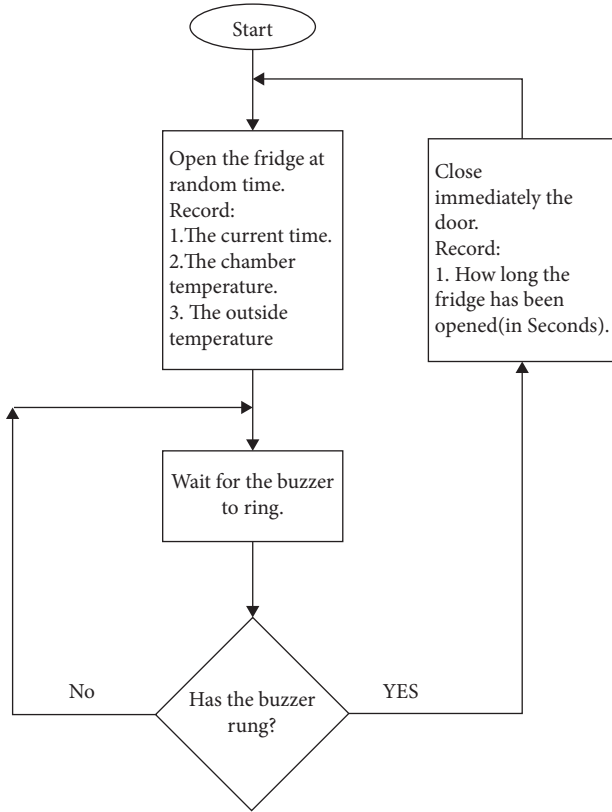 Start
Open the fridge at
random time.
Record:
1.The current time.
2.The chamber
temperature.
3. The outside
temperature
Close
immediately the
door.
Record:
1. How long the
fridge has been
opened(in Seconds).
Wait for the buzzer
to ring.
No
Has the buzzer
rung?
YES